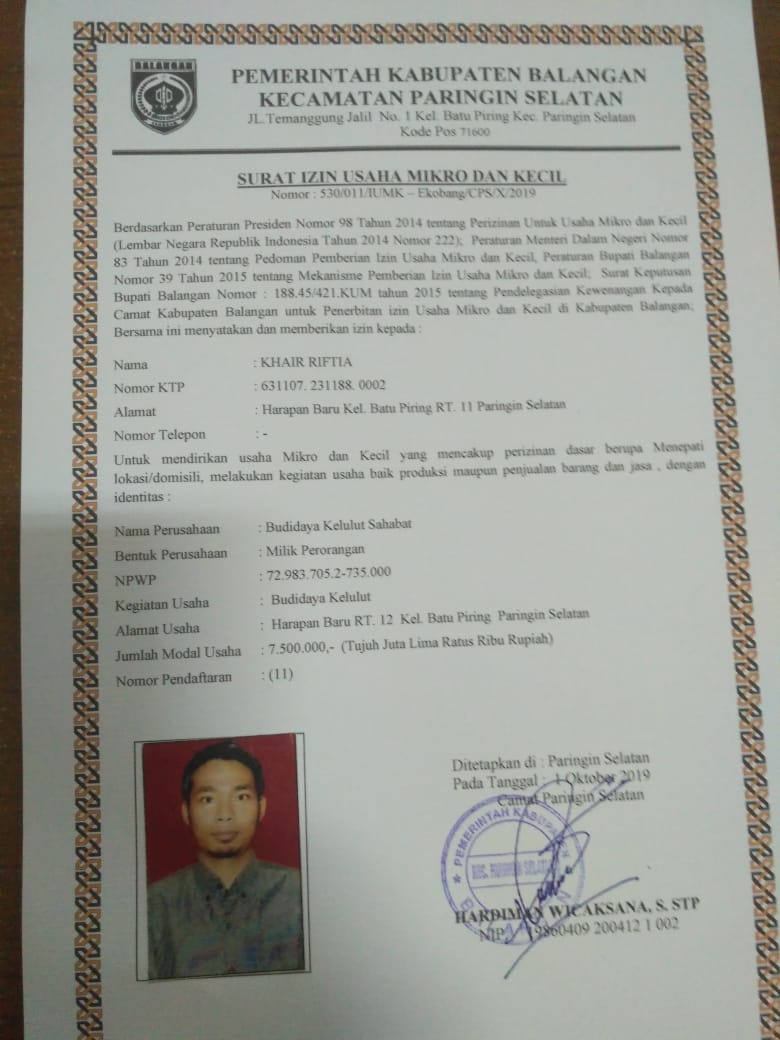 BALANGAN
PEMERINTAH KABUPATEN BALANGAN
KECAMATAN PARINGIN SELATAN
JL.Temanggung Jalil No. 1 Kel. Batu Piring Kec. Paringin Selatan
Kode Pos 71600
SURAT IZIN USAHA MIKRO DAN KECIL
Nomor : 530/011/IUMK – Ekobang/CPS/X/2019
Berdasarkan Peraturan Presiden Nomor 98 Tahun 2014 tentang Perizinan Untuk Usaha Mikro dan Kecil
(Lembar Negara Republik Indonesia Tahun 2014 Nomor 222); Peraturan Menteri Dalam Negeri Nomor
83 Tahun 2014 tentang Pedoman Pemberian Izin Usaha Mikro dan Kecil, Peraturan Bupati Balangan
Nomor 39 Tahun 2015 tentang Mekanisme Pemberian Izin Usaha Mikro dan Kecil; Surat Keputusan
Bupati Balangan Nomor : 188.45/421.KUM tahun 2015 tentang Pendelegasian Kewenangan Kepada
Camat Kabupaten Balangan untuk Penerbitan izin Usaha Mikro dan Kecil di Kabupaten Balangan;
Bersama ini menyatakan dan memberikan izin kepada :
Nama : KHAIR RIFTIA
Nomor KTP : 631107. 231188. 0002
Alamat : Harapan Baru Kel. Batu Piring RT. 11 Paringin Selatan
Nomor Telepon : -
Untuk mendirikan usaha Mikro dan Kecil yang mencakup perizinan dasar berupa Menepati
lokasi/domisili, melakukan kegiatan usaha baik produksi maupun penjualan barang dan jasa , dengan
identitas :
Nama Perusahaan : Budidaya Kelulut Sahabat
Bentuk Perusahaan : Milik Perorangan
NPWP : 72.983.705.2-735.000
Kegiatan Usaha : Budidaya Kelulut
Alamat Usaha : Harapan Baru RT. 12 Kel. Batu Piring Paringin Selatan
Jumlah Modal Usaha : 7.500.000,- (Tujuh Juta Lima Ratus Ribu Rupiah)
Nomor Pendaftaran : (11)
Ditetapkan di : Paringin Selatan
Pada Tanggal : 1 Oktober 2019
Camat Paringin Selatan
PEMERINTAH KABUPATEN
KEC. PARINGIN SELATAN
HARDIMAN WICAKSANA, S. STP
NIP. 19860409 200412 1 002